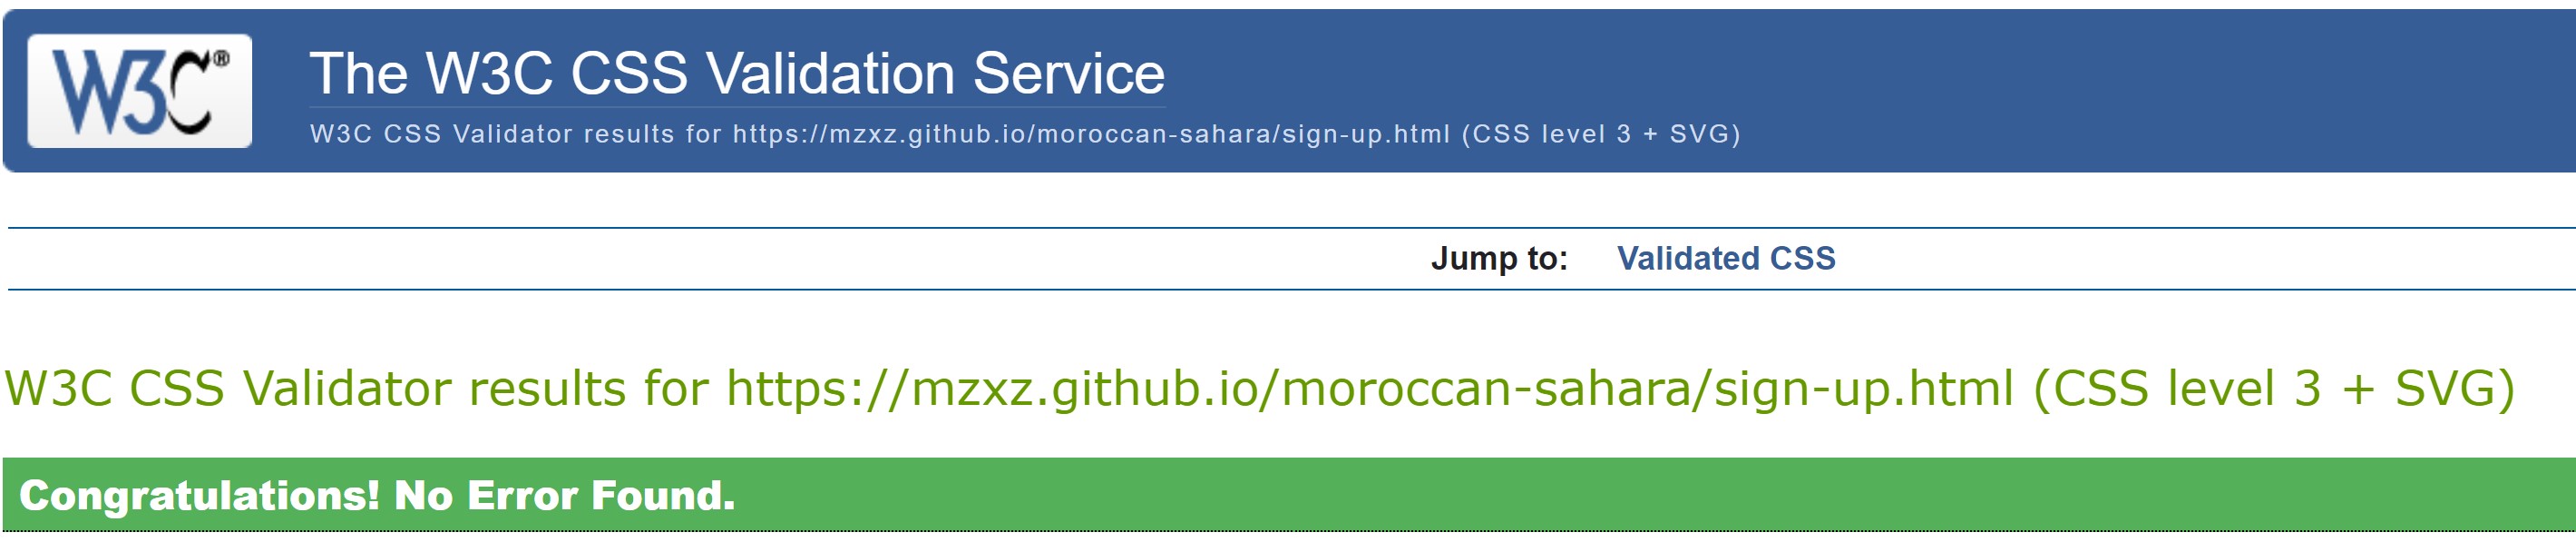 W3C®
The W3C CSS Validation Service
W3C CSS Validator results for https://mzxz.github.io/moroccan-sahara/sign-up.html (CSS level 3 + SVG)
Jump to: Validated CSS
W3C CSS Validator results for https://mzxz.github.io/moroccan-sahara/sign-up.html (CSS level 3 + SVG)
Congratulations! No Error Found.